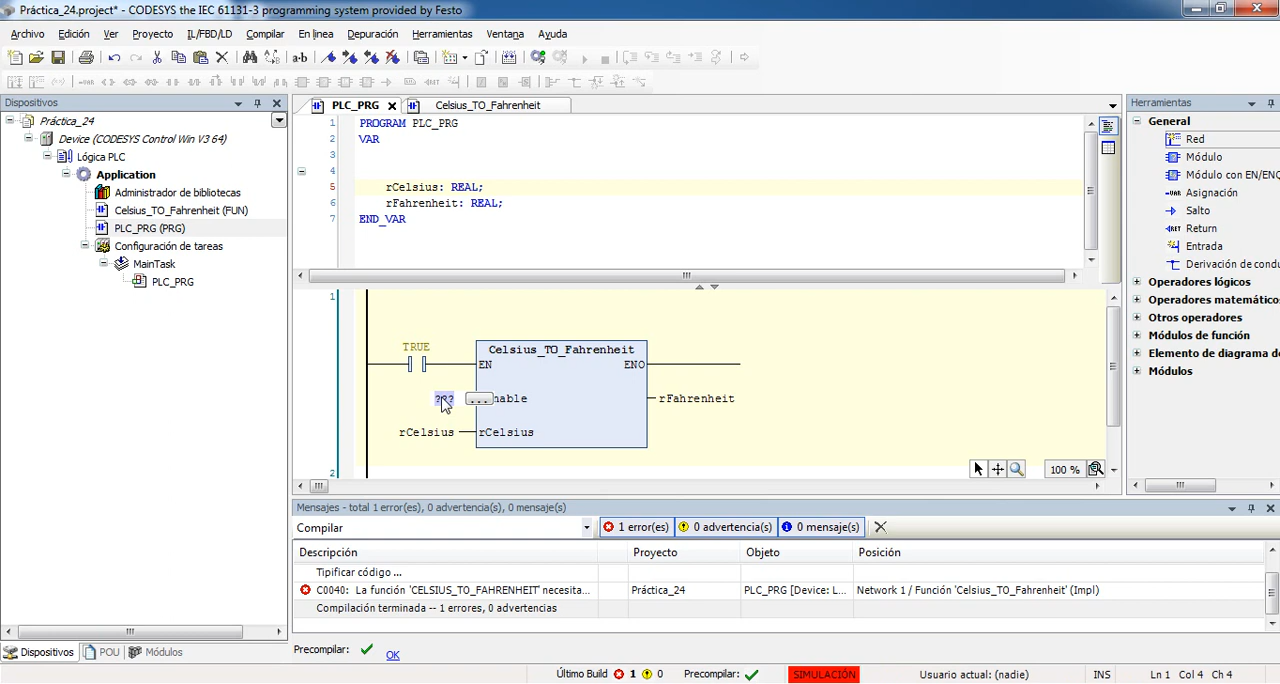 Práctica_24.project* - CODESYS the IEC 61131-3 programming system provided by Festo
Archivo Edición Ver Proyecto IL/FBD/LD Compilar En línea Depuración Herramientas Ventana Ayuda
Dispositivos
Práctica_24
Device (CODESYS Control Win V3 64)
Lógica PLC
Application
Administrador de bibliotecas
Celsius_TO_Fahrenheit (FUN)
PLC_PRG (PRG)
Configuración de tareas
MainTask
PLC_PRG
Dispositivos POU Módulos
PLC_PRG Celsius_TO_Fahrenheit
1 PROGRAM PLC_PRG
2 VAR
3
4
5 rCelsius: REAL;
6 rFahrenheit: REAL;
7 END_VAR
1
TRUE Celsius_TO_Fahrenheit
EN ENO
??? ... nable rFahrenheit
rCelsius rCelsius
2
100 %
Herramientas
General
Red
Módulo
Módulo con EN/ENO
Asignación
Salto
Return
Entrada
Derivación de condu
Operadores lógicos
Operadores matemático
Otros operadores
Módulos de función
Elemento de diagrama de
Módulos
Mensajes - total 1 error(es), 0 advertencia(s), 0 mensaje(s)
Compilar 1 error(es) 0 advertencia(s) 0 mensaje(s)
Descripción Proyecto Objeto Posición
Tipificar código ...
C0040: La función 'CELSIUS_TO_FAHRENHEIT' necesita... Práctica_24 PLC_PRG [Device: L... Network 1 / Función 'Celsius_TO_Fahrenheit' (Impl)
Compilación terminada -- 1 errores, 0 advertencias
Precompilar: OK
Último Build 1 0 Precompilar: SIMULACIÓN Usuario actual: (nadie) INS Ln 1 Col 4 Ch 4